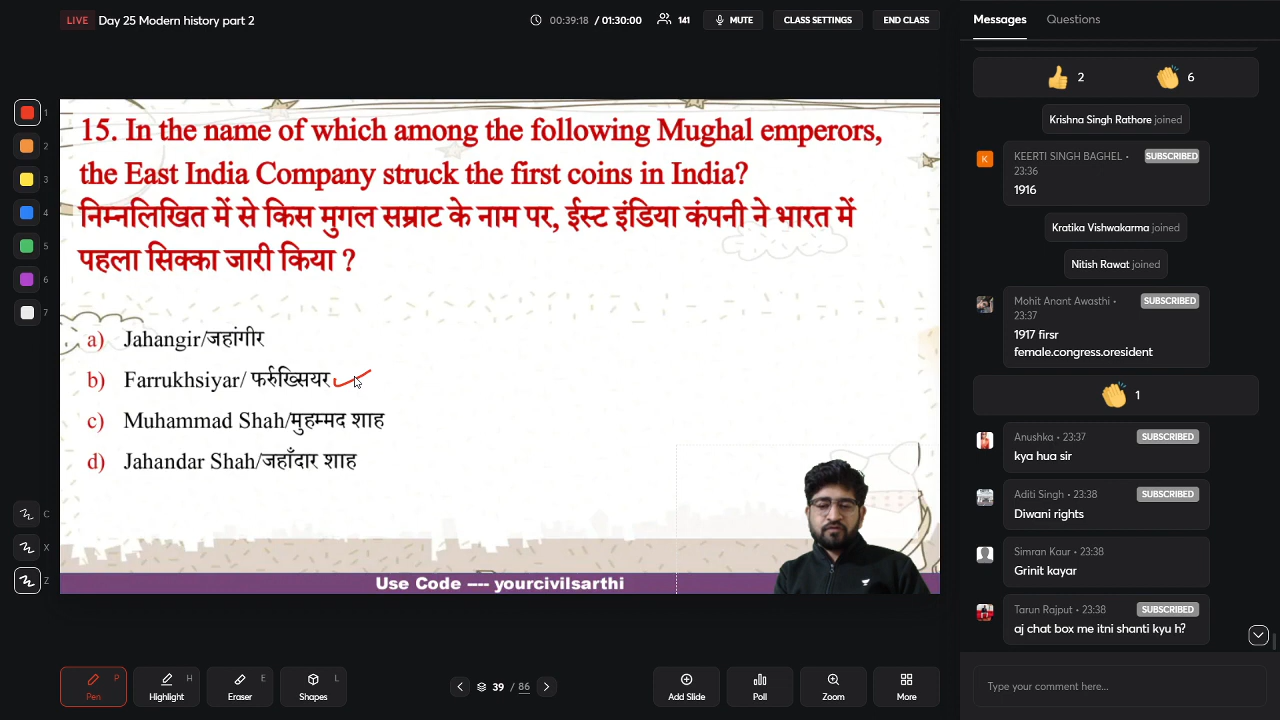 LIVE Day 25 Modern history part 2
00:39:18 / 01:30:00 141 MUTE CLASS SETTINGS END CLASS
1
2
3
4
5
6
7
C
X
Z
15. In the name of which among the following Mughal emperors,
the East India Company struck the first coins in India?
निम्नलिखित में से किस मुगल सम्राट के नाम पर, ईस्ट इंडिया कंपनी ने भारत में
पहला सिक्का जारी किया ?
a) Jahangir/जहांगीर
b) Farrukhsiyar/ फर्रुख्सियर
c) Muhammad Shah/मुहम्मद शाह
d) Jahandar Shah/जहाँदार शाह
Use Code ---- yourcivilsarthi
P
Pen
H
Highlight
E
Eraser
L
Shapes
39 / 86
Add Slide
Poll
Zoom
More
Messages Questions
2 6
Krishna Singh Rathore joined
K KEERTI SINGH BAGHEL • SUBSCRIBED
23:36
1916
Kratika Vishwakarma joined
Nitish Rawat joined
Mohit Anant Awasthi • SUBSCRIBED
23:37
1917 firsr
female.congress.oresident
1
Anushka • 23:37 SUBSCRIBED
kya hua sir
Aditi Singh • 23:38 SUBSCRIBED
Diwani rights
Simran Kaur • 23:38
Grinit kayar
Tarun Rajput • 23:38 SUBSCRIBED
aj chat box me itni shanti kyu h?
Type your comment here...